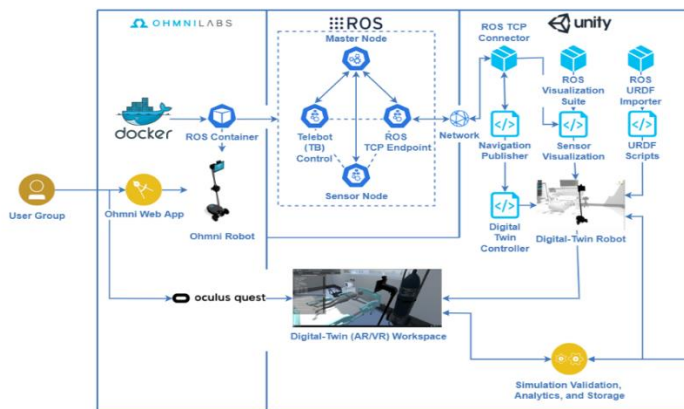 OHMNILABS
ROS
unity
Master Node
ROS TCP
Connector
ROS
Visualization
Suite
ROS
URDF
Importer
docker
ROS Container
Telebot
(TB)
Control
ROS
TCP Endpoint
Network
Navigation
Publisher
Sensor
Visualization
URDF
Scripts
Sensor Node
User Group
Ohmni Web App
Ohmni Robot
Digital
Twin
Controller
Digital-Twin Robot
oculus quest
Digital-Twin (AR/VR) Workspace
Simulation Validation,
Analytics, and Storage